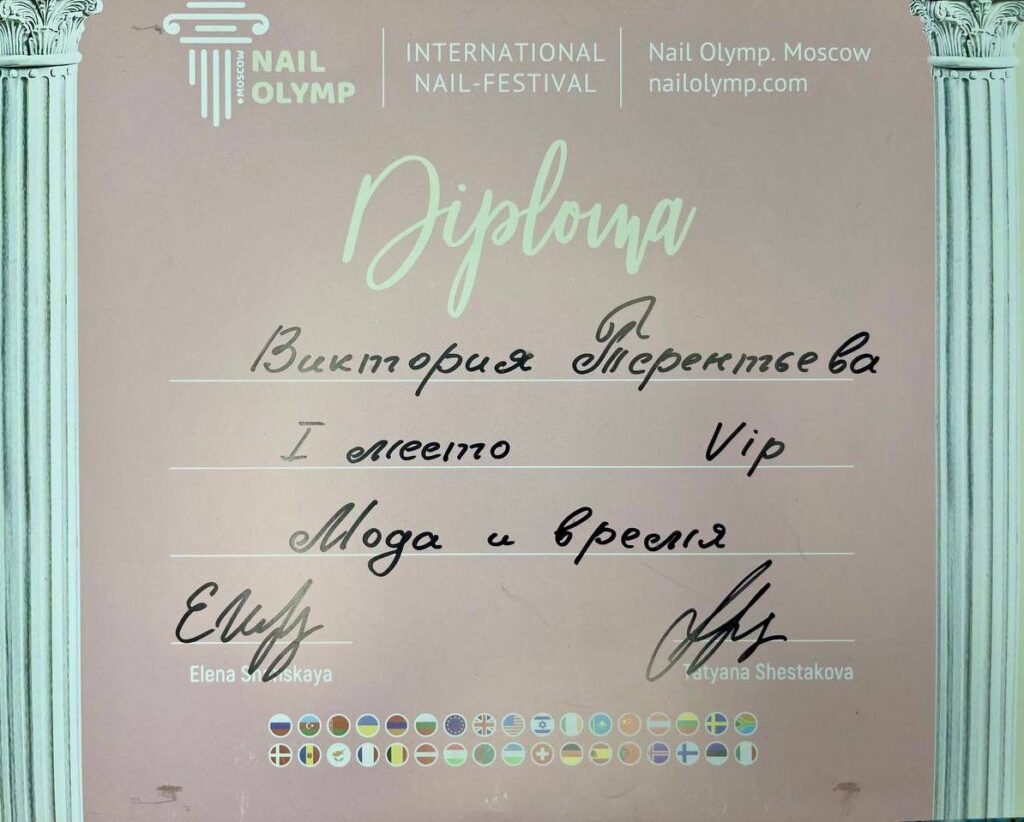 MOSCOW
NAIL
OLYMP
INTERNATIONAL
NAIL-FESTIVAL
Nail Olymp. Moscow
nailolymp.com
Diploma
Виктория Терентьева
I место Vip
Мода и время
Elena
Tatyana Shestakova